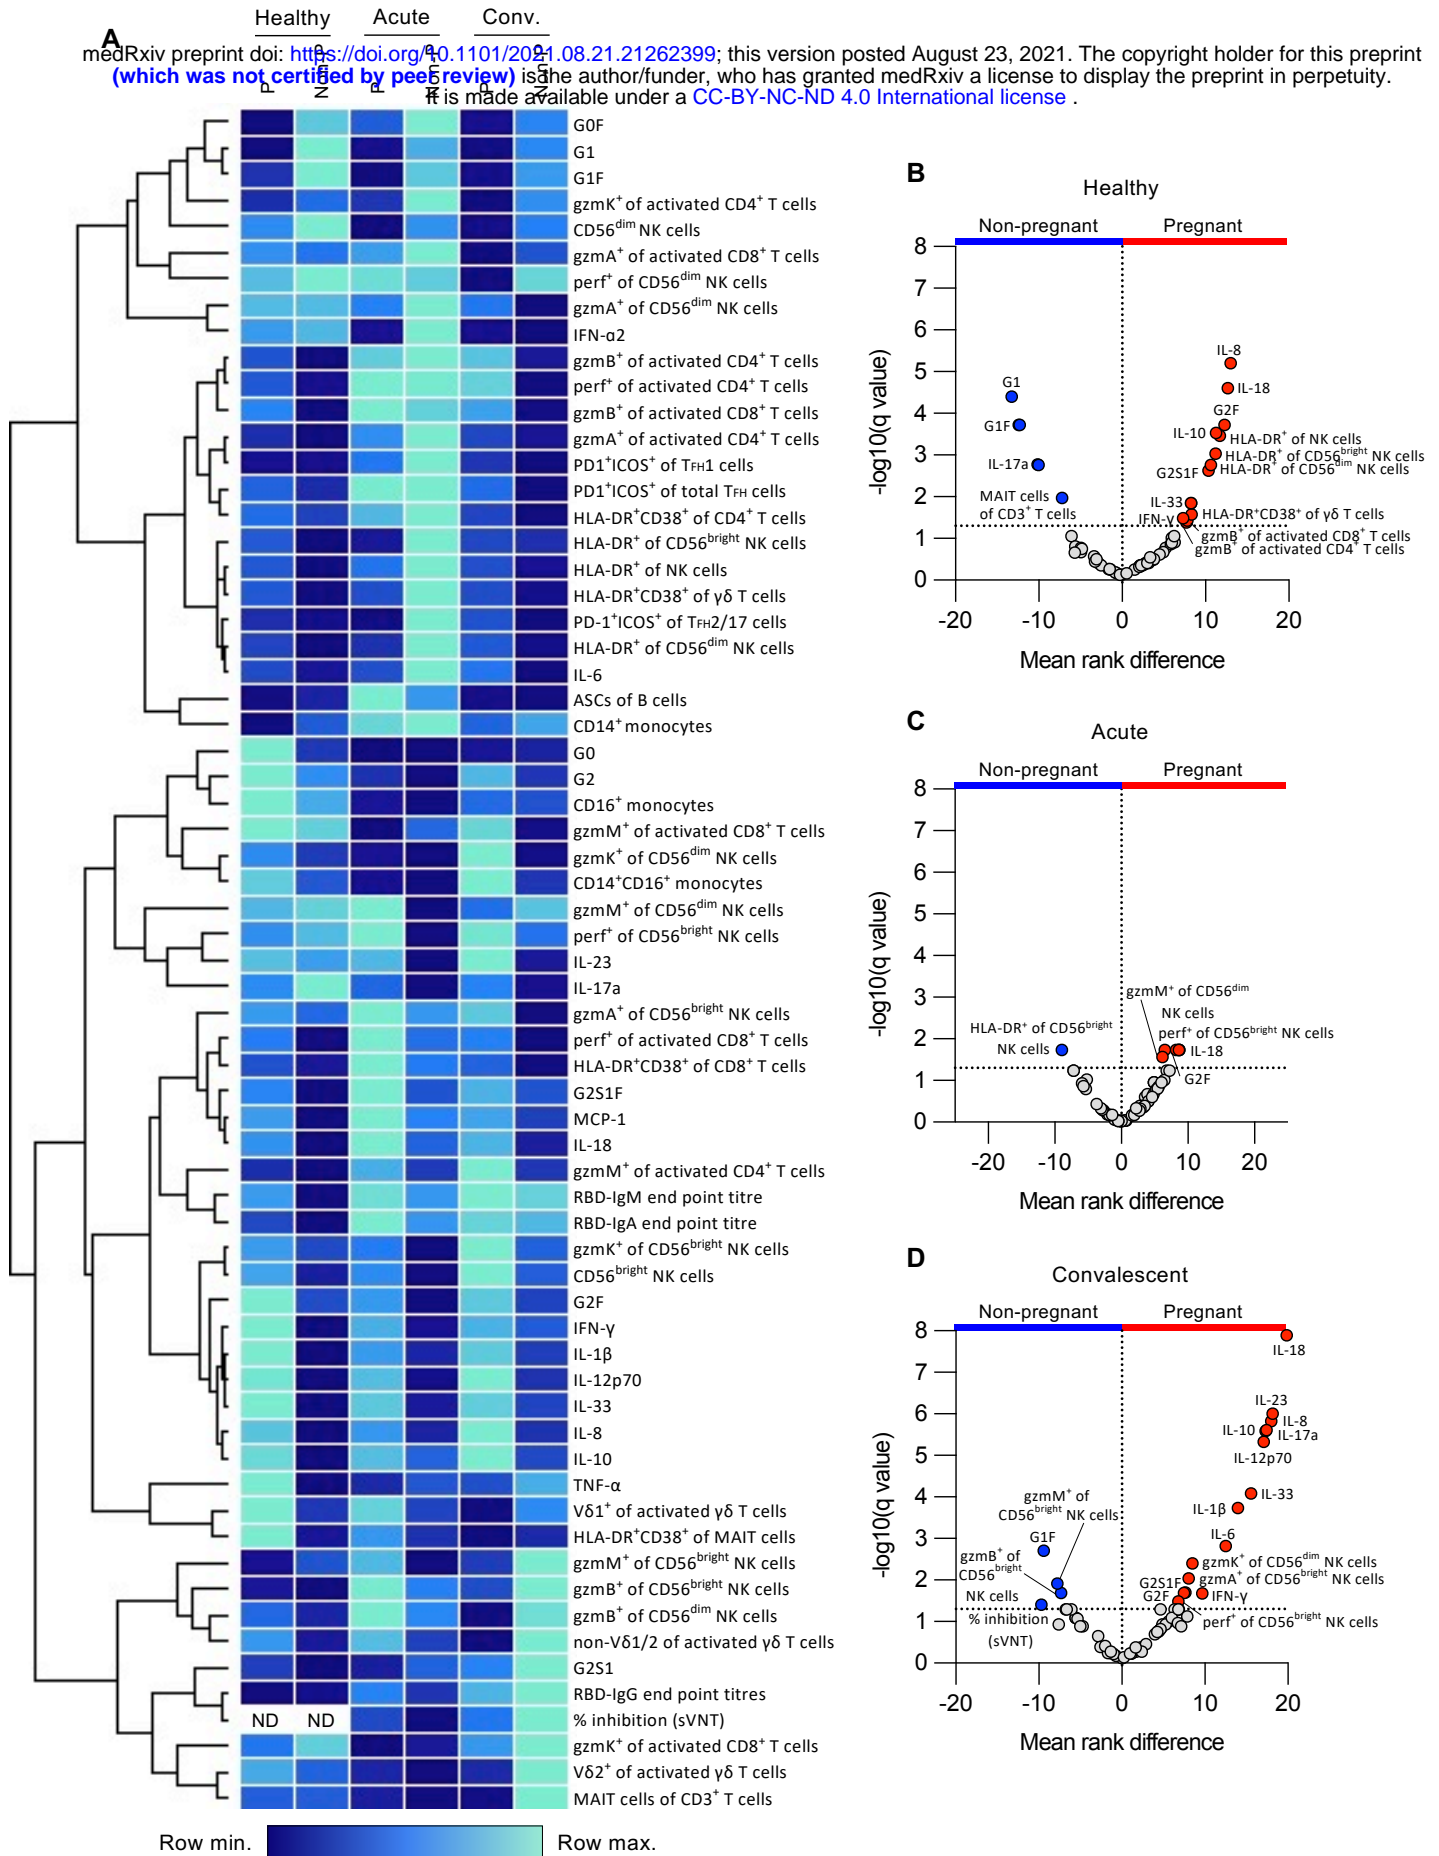 A
Healthy Acute Conv.
medRxiv preprint doi: https://doi.org/10.1101/2021.08.21.21262399; this version posted August 23, 2021. The copyright holder for this preprint
(which was not certified by peer review) is the author/funder, who has granted medRxiv a license to display the preprint in perpetuity.
It is made available under a CC-BY-NC-ND 4.0 International license .
G0F
G1
G1F
gzmK⁺ of activated CD4⁺ T cells
CD56ᵈⁱᵐ NK cells
gzmA⁺ of activated CD8⁺ T cells
perf⁺ of CD56ᵈⁱᵐ NK cells
gzmA⁺ of CD56ᵈⁱᵐ NK cells
IFN-α2
gzmB⁺ of activated CD4⁺ T cells
perf⁺ of activated CD4⁺ T cells
gzmB⁺ of activated CD8⁺ T cells
gzmA⁺ of activated CD4⁺ T cells
PD1⁺ICOS⁺ of TFH1 cells
PD1⁺ICOS⁺ of total TFH cells
HLA-DR⁺CD38⁺ of CD4⁺ T cells
HLA-DR⁺ of CD56ᵇʳⁱᵍʰᵗ NK cells
HLA-DR⁺ of NK cells
HLA-DR⁺CD38⁺ of γδ T cells
PD-1⁺ICOS⁺ of TFH2/17 cells
HLA-DR⁺ of CD56ᵈⁱᵐ NK cells
IL-6
ASCs of B cells
CD14⁺ monocytes
G0
G2
CD16⁺ monocytes
gzmM⁺ of activated CD8⁺ T cells
gzmK⁺ of CD56ᵈⁱᵐ NK cells
CD14⁺CD16⁺ monocytes
gzmM⁺ of CD56ᵈⁱᵐ NK cells
perf⁺ of CD56ᵇʳⁱᵍʰᵗ NK cells
IL-23
IL-17a
gzmA⁺ of CD56ᵇʳⁱᵍʰᵗ NK cells
perf⁺ of activated CD8⁺ T cells
HLA-DR⁺CD38⁺ of CD8⁺ T cells
G2S1F
MCP-1
IL-18
gzmM⁺ of activated CD4⁺ T cells
RBD-IgM end point titre
RBD-IgA end point titre
gzmK⁺ of CD56ᵇʳⁱᵍʰᵗ NK cells
CD56ᵇʳⁱᵍʰᵗ NK cells
G2F
IFN-γ
IL-1β
IL-12p70
IL-33
IL-8
IL-10
TNF-α
Vδ1⁺ of activated γδ T cells
HLA-DR⁺CD38⁺ of MAIT cells
gzmM⁺ of CD56ᵇʳⁱᵍʰᵗ NK cells
gzmB⁺ of CD56ᵇʳⁱᵍʰᵗ NK cells
gzmB⁺ of CD56ᵈⁱᵐ NK cells
non-Vδ1/2 of activated γδ T cells
G2S1
RBD-IgG end point titres
ND ND % inhibition (sVNT)
gzmK⁺ of activated CD8⁺ T cells
Vδ2⁺ of activated γδ T cells
MAIT cells of CD3⁺ T cells
Row min. Row max.
B
Healthy
Non-pregnant Pregnant
8
7
6
5
4
3
2
1
0
-log10(q value)
IL-8
G1
IL-18
G2F
G1F
IL-10
HLA-DR⁺ of NK cells
HLA-DR⁺ of CD56ᵇʳⁱᵍʰᵗ NK cells
IL-17a
G2S1F
HLA-DR⁺ of CD56ᵈⁱᵐ NK cells
MAIT cells
of CD3⁺ T cells
IL-33
HLA-DR⁺CD38⁺ of γδ T cells
IFN-γ
gzmB⁺ of activated CD8⁺ T cells
gzmB⁺ of activated CD4⁺ T cells
-20 -10 0 10 20
Mean rank difference
C
Acute
Non-pregnant Pregnant
8
7
6
5
4
3
2
1
0
-log10(q value)
gzmM⁺ of CD56ᵈⁱᵐ
NK cells
HLA-DR⁺ of CD56ᵇʳⁱᵍʰᵗ
NK cells
perf⁺ of CD56ᵇʳⁱᵍʰᵗ NK cells
IL-18
G2F
-20 -10 0 10 20
Mean rank difference
D
Convalescent
Non-pregnant Pregnant
8
7
6
5
4
3
2
1
0
-log10(q value)
IL-18
IL-23
IL-8
IL-10
IL-17a
IL-12p70
IL-33
IL-1β
gzmM⁺ of
CD56ᵇʳⁱᵍʰᵗ NK cells
IL-6
G1F
gzmB⁺ of
CD56ᵇʳⁱᵍʰᵗ
NK cells
gzmK⁺ of CD56ᵈⁱᵐ NK cells
gzmA⁺ of CD56ᵇʳⁱᵍʰᵗ NK cells
G2S1F
G2F
IFN-γ
% inhibition
(sVNT)
perf⁺ of CD56ᵇʳⁱᵍʰᵗ NK cells
-20 -10 0 10 20
Mean rank difference